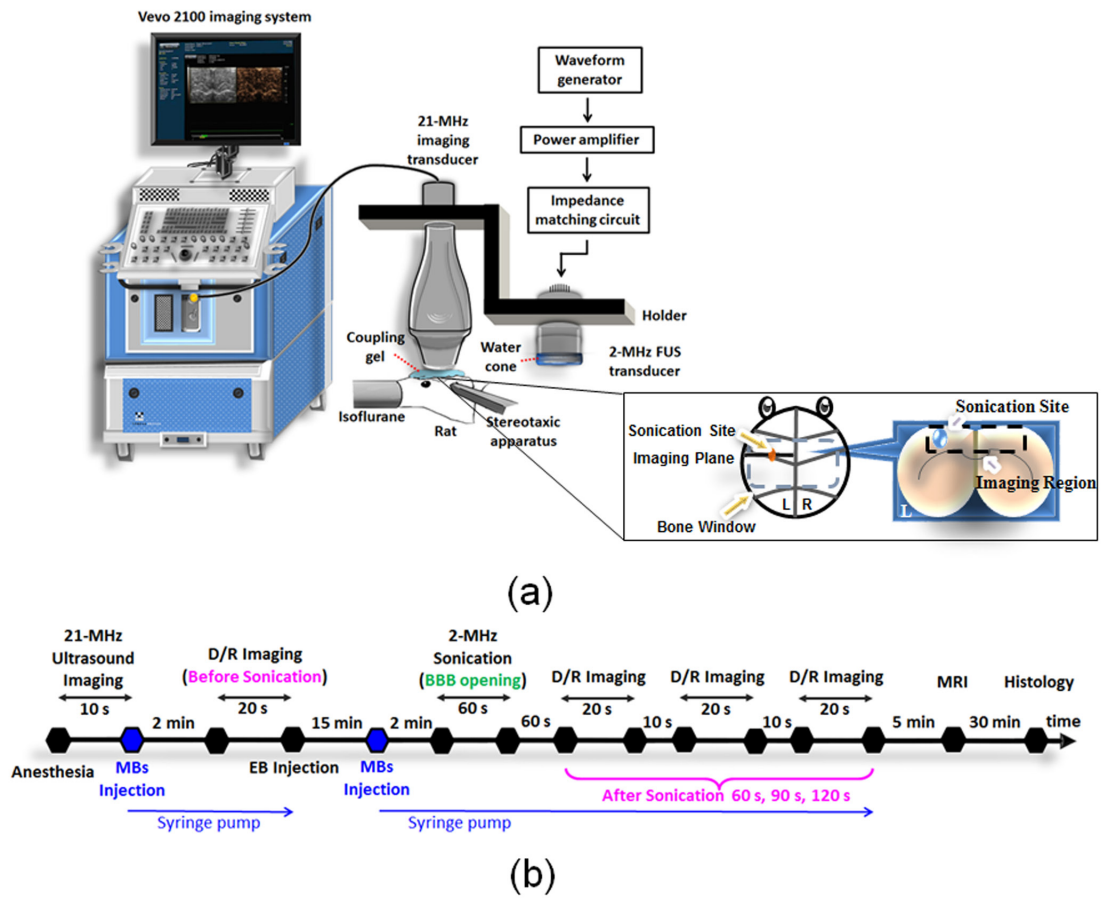 Vevo 2100 imaging system
Waveform
generator
21-MHz
imaging
transducer
Power amplifier
Impedance
matching circuit
Holder
Coupling
gel
Water
cone
2-MHz FUS
transducer
Isoflurane
Rat
Stereotaxic
apparatus
Sonication Site
Imaging Plane
Bone Window
L R
Sonication Site
Imaging Region
L
(a)
21-MHz
Ultrasound
Imaging
10 s
2 min
D/R Imaging
(Before Sonication)
20 s
15 min
2 min
2-MHz
Sonication
(BBB opening)
60 s
60 s
D/R Imaging
20 s
10 s
D/R Imaging
20 s
10 s
D/R Imaging
20 s
5 min
MRI
30 min
Histology
time
Anesthesia
MBs
Injection
EB Injection
MBs
Injection
After Sonication 60 s, 90 s, 120 s
Syringe pump
Syringe pump
(b)